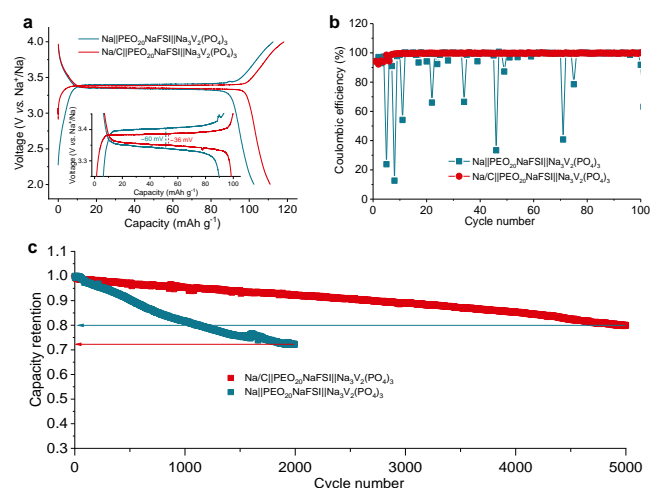 a
Na||PEO₂₀NaFSI||Na₃V₂(PO₄)₃
Na/C||PEO₂₀NaFSI||Na₃V₂(PO₄)₃
4.0
3.5
3.0
2.5
2.0
Voltage (V vs. Na⁺/Na)
0 20 40 60 80 100 120
Capacity (mAh g⁻¹)
3.4
3.3
Voltage (V vs. Na⁺/Na)
~60 mV
~36 mV
0 20 40 60 80 100
Capacity (mAh g⁻¹)
b
120
100
80
60
40
20
0
Coulombic efficiency (%)
Na||PEO₂₀NaFSI||Na₃V₂(PO₄)₃
Na/C||PEO₂₀NaFSI||Na₃V₂(PO₄)₃
0 20 40 60 80 100
Cycle number
c
1.1
1.0
0.9
0.8
0.7
0.6
0.5
0.4
0.3
Capacity retention
Na/C||PEO₂₀NaFSI||Na₃V₂(PO₄)₃
Na||PEO₂₀NaFSI||Na₃V₂(PO₄)₃
0 1000 2000 3000 4000 5000
Cycle number